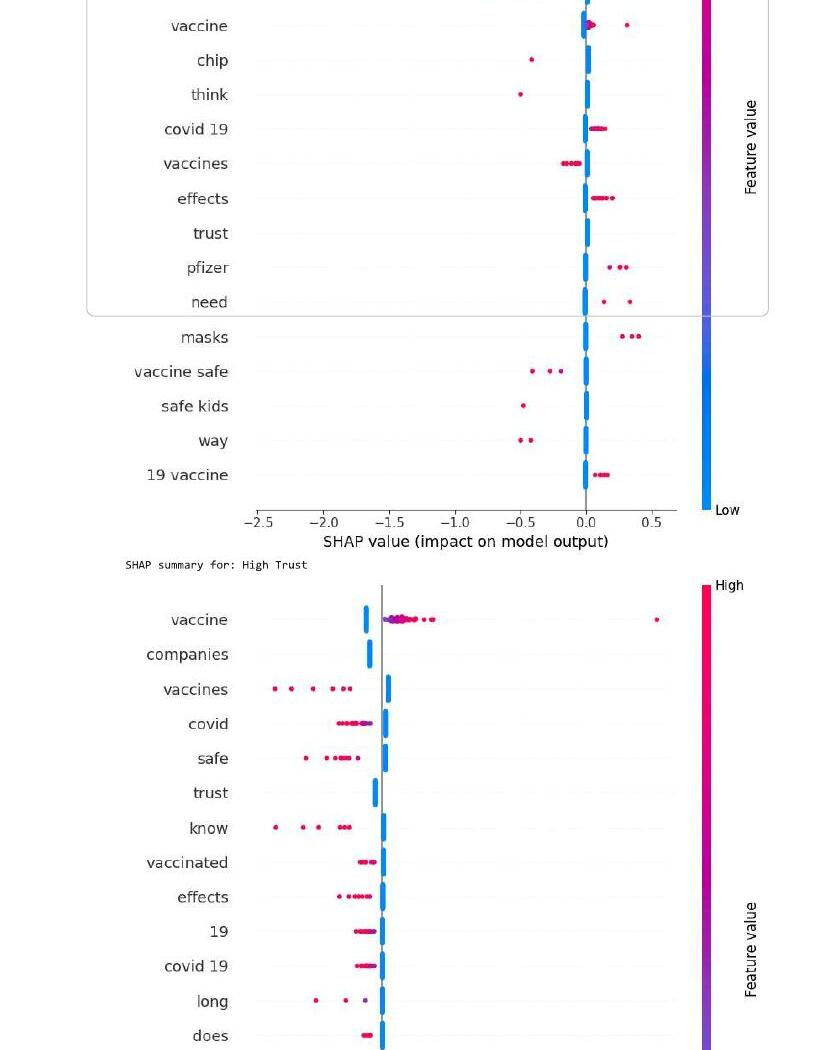 vaccine
chip
think
covid 19
vaccines
effects
trust
pfizer
need
masks
vaccine safe
safe kids
way
19 vaccine
Feature value
Low
−2.5 −2.0 −1.5 −1.0 −0.5 0.0 0.5
SHAP value (impact on model output)
SHAP summary for: High Trust
High
vaccine
companies
vaccines
covid
safe
trust
know
vaccinated
effects
19
covid 19
long
does
Feature value